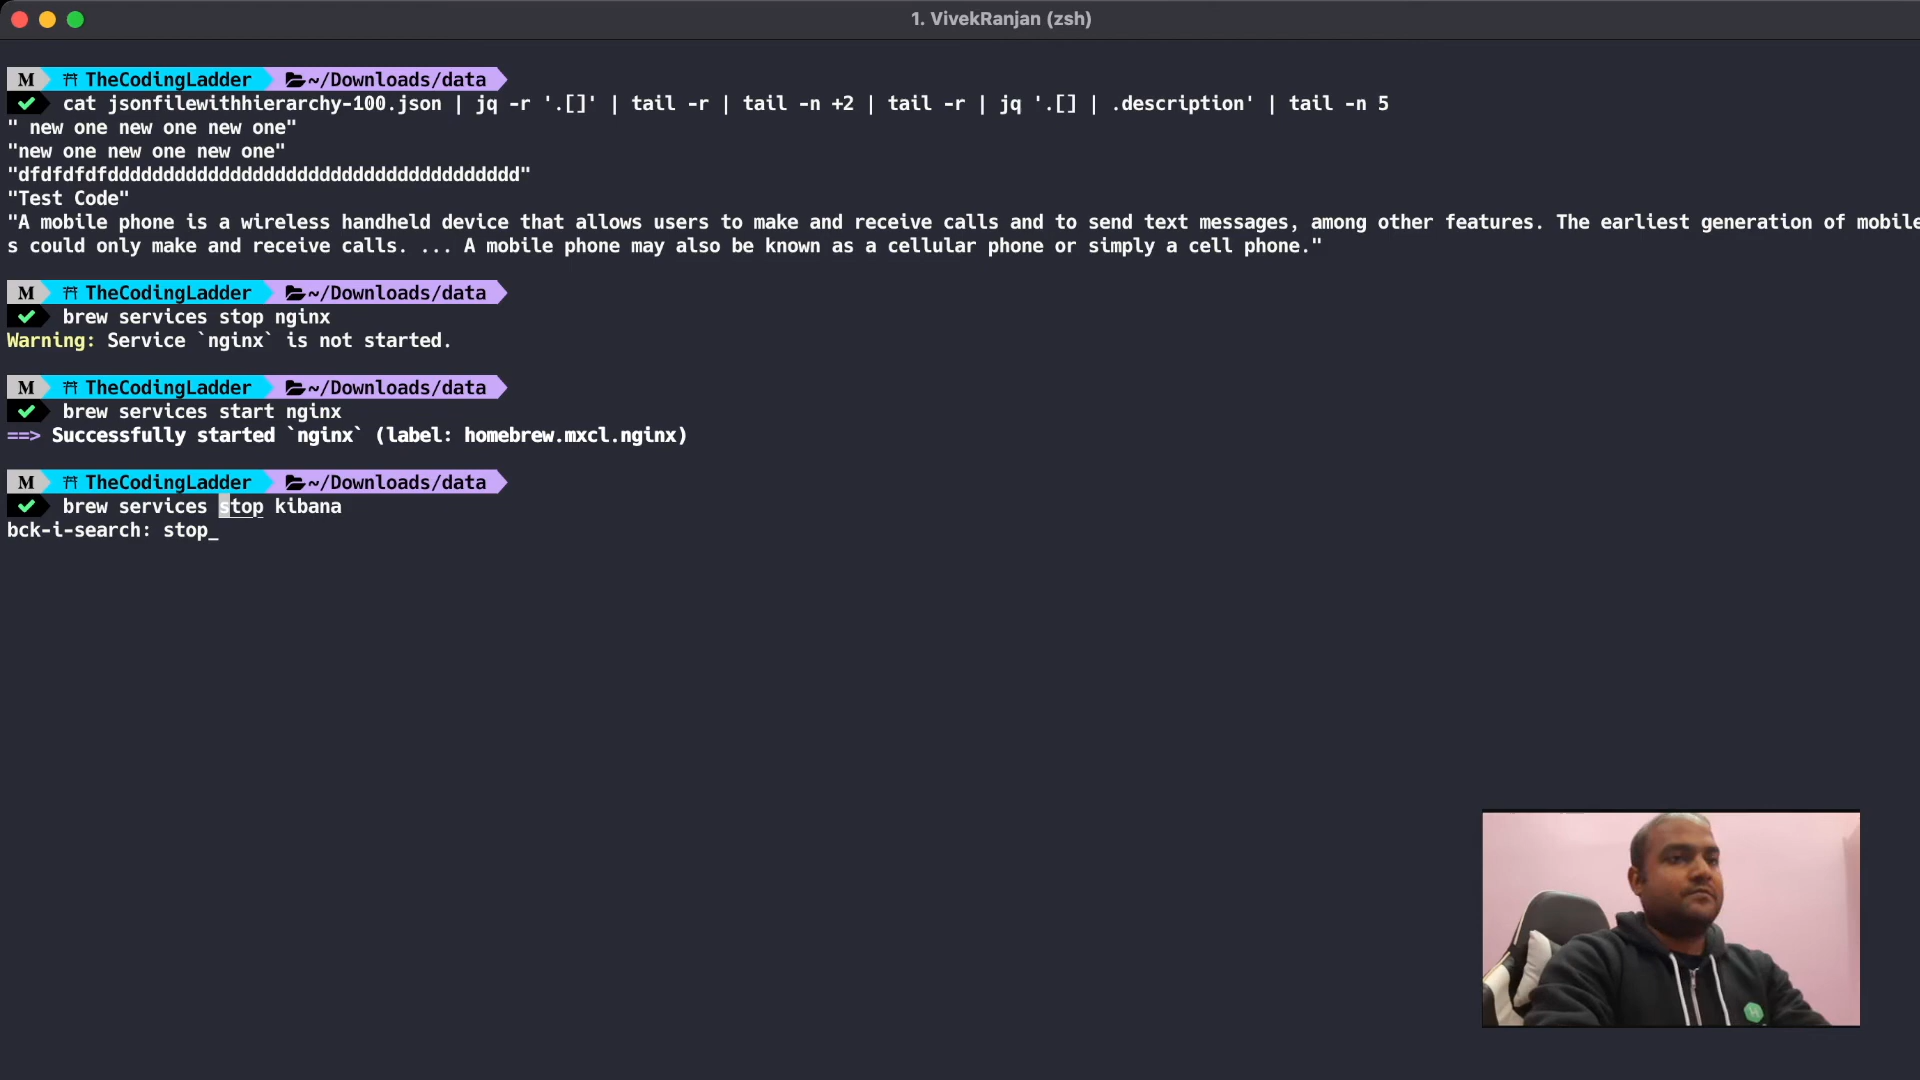 1. VivekRanjan (zsh)
M TheCodingLadder ~/Downloads/data
cat jsonfilewithhierarchy-100.json | jq -r '.[]' | tail -r | tail -n +2 | tail -r | jq '.[] | .description' | tail -n 5
" new one new one new one"
"new one new one new one"
"dfdfdfdfddddddddddddddddddddddddddddddddddddd"
"Test Code"
"A mobile phone is a wireless handheld device that allows users to make and receive calls and to send text messages, among other features. The earliest generation of mobile
s could only make and receive calls. ... A mobile phone may also be known as a cellular phone or simply a cell phone."
M TheCodingLadder ~/Downloads/data
brew services stop nginx
Warning: Service `nginx` is not started.
M TheCodingLadder ~/Downloads/data
brew services start nginx
==> Successfully started `nginx` (label: homebrew.mxcl.nginx)
M TheCodingLadder ~/Downloads/data
brew services stop kibana
bck-i-search: stop_